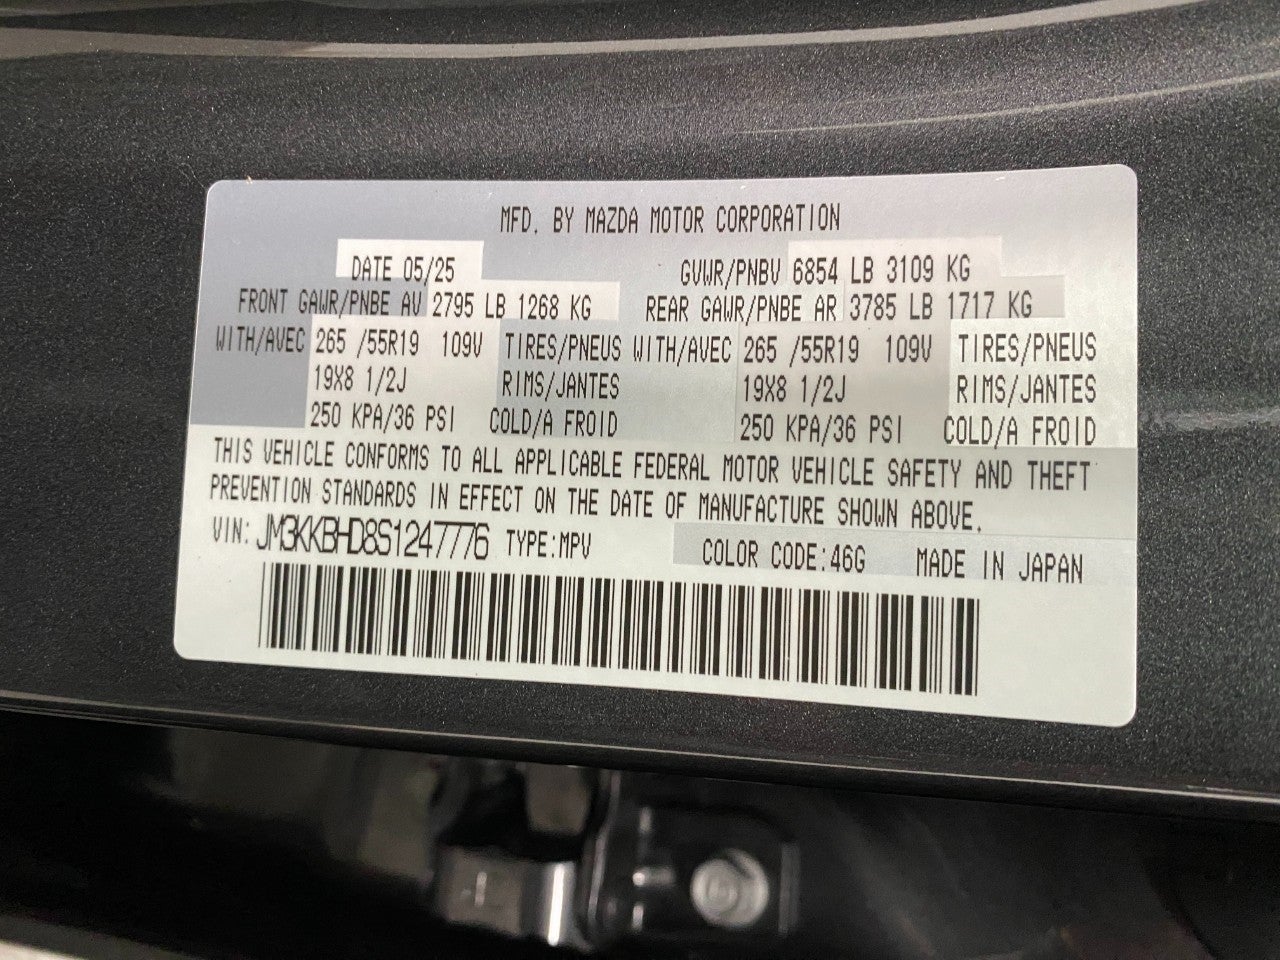 MFD. BY MAZDA MOTOR CORPORATION
DATE 05/25 GVWR/PNBV 6854 LB 3109 KG
FRONT GAWR/PNBE AV 2795 LB 1268 KG REAR GAWR/PNBE AR 3785 LB 1717 KG
WITH/AVEC 265 /55R19 109V TIRES/PNEUS WITH/AVEC 265 /55R19 109V TIRES/PNEUS
19X8 1/2J RIMS/JANTES 19X8 1/2J RIMS/JANTES
250 KPA/36 PSI COLD/A FROID 250 KPA/36 PSI COLD/A FROID
THIS VEHICLE CONFORMS TO ALL APPLICABLE FEDERAL MOTOR VEHICLE SAFETY AND THEFT
PREVENTION STANDARDS IN EFFECT ON THE DATE OF MANUFACTURE SHOWN ABOVE.
VIN: JM3KKBHD8S1247776 TYPE:MPV COLOR CODE:46G MADE IN JAPAN